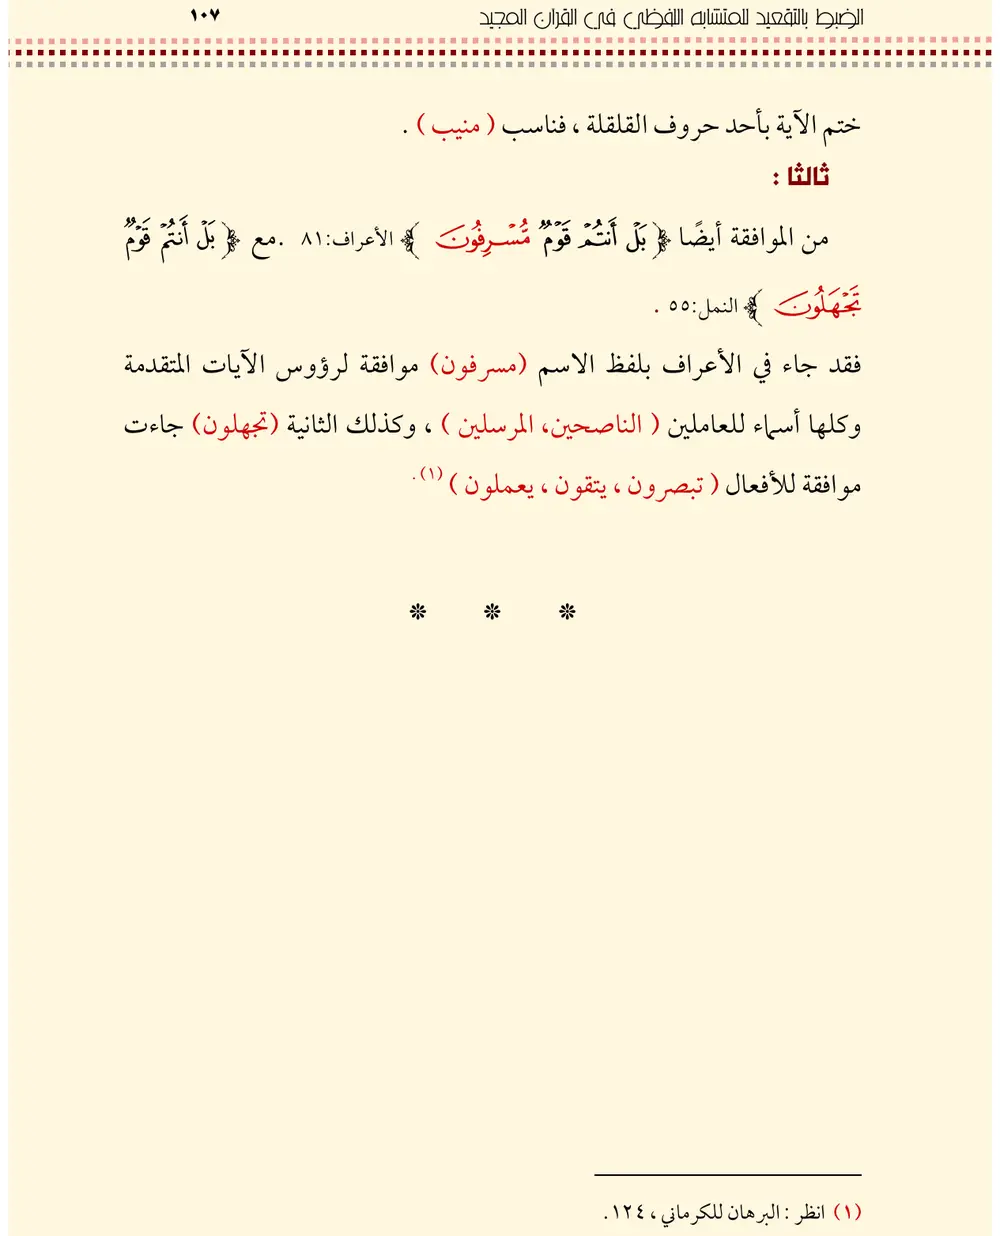 الضبط بالتقعيد للمتشابه اللفظي في القرآن المجيد ١٠٧
ختم الآية بأحد حروف القلقلة ، فناسب ( منيب ) .
ثالثا :
من الموافقة أيضًا ﴿ بَلْ أَنتُمْ قَوْمٌ مُّسْرِفُونَ ﴾ الأعراف:٨١ .مع ﴿ بَلْ أَنتُمْ قَوْمٌ
تَجْهَلُونَ ﴾ النمل:٥٥ .
فقد جاء في الأعراف بلفظ الاسم (مسرفون) موافقة لرؤوس الآيات المتقدمة
وكلها أسماء للعاملين ( الناصحين، المرسلين ) ، وكذلك الثانية (تجهلون) جاءت
موافقة للأفعال ( تبصرون ، يتقون ، يعملون ) (١).
* * *
(١) انظر : البرهان للكرماني ، ١٢٤.